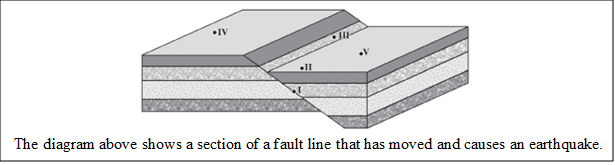 •IV
•III
•V
•II
•I
The diagram above shows a section of a fault line that has moved and causes an earthquake.